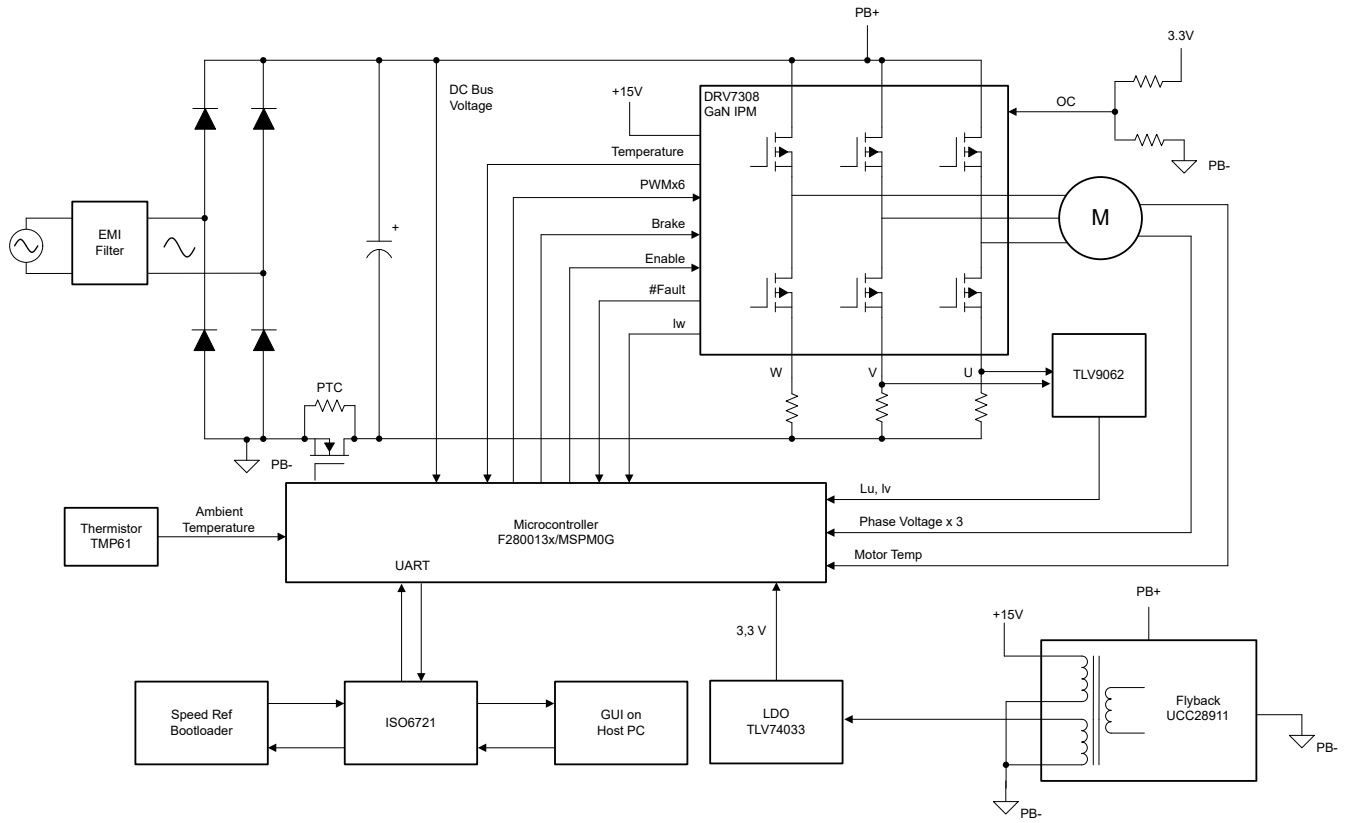 PB+
3.3V
DC Bus
Voltage
+15V
DRV7308
GaN IPM
OC
PB-
Temperature
PWMx6
Brake
Enable
#Fault
Iw
EMI
Filter
+
M
W
V
U
TLV9062
PTC
PB-
Thermistor
TMP61
Ambient
Temperature
Microcontroller
F280013x/MSPM0G
UART
Lu, Iv
Phase Voltage x 3
Motor Temp
3,3 V
+15V
PB+
Speed Ref
Bootloader
ISO6721
GUI on
Host PC
LDO
TLV74033
Flyback
UCC28911
PB-
PB-